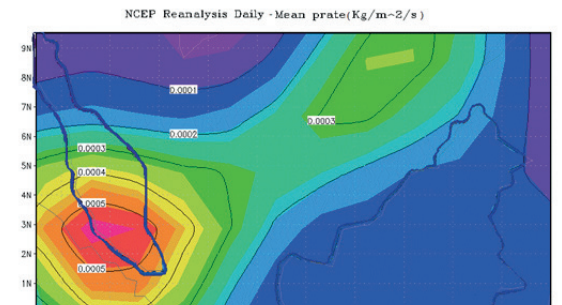 NCEP Reanalysis Daily-Mean prate(Kg/m~2/s)
9N
8N
0.0001
7N
0.0003
6N
0.0002
0.0003
5N
0.0004
4N
0.0005
3N
2N
0.0005
1N